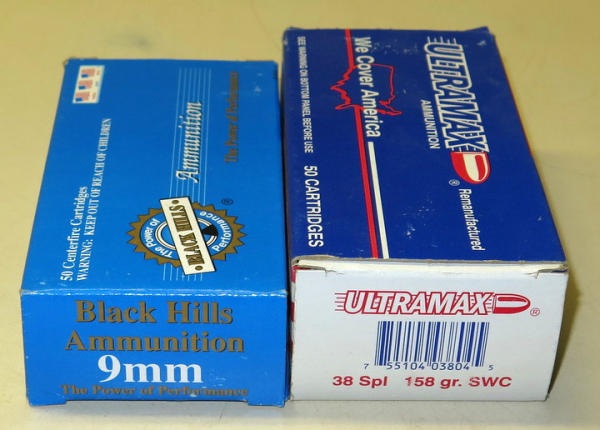 50 Centerfire Cartridges
WARNING: KEEP OUT OF REACH OF CHILDREN
Ammunition
The Power of Performance
The Power of
BLACK HILLS
Performance
®
Black Hills
Ammunition
9mm
The Power of Performance
ULTRAMAX
AMMUNITION
® Remanufactured
We Cover America
SEE WARNING ON BOTTOM PANEL BEFORE USE
50 CARTRIDGES
ULTRAMAX ®
7 55104 03804 5
38 Spl 158 gr. SWC